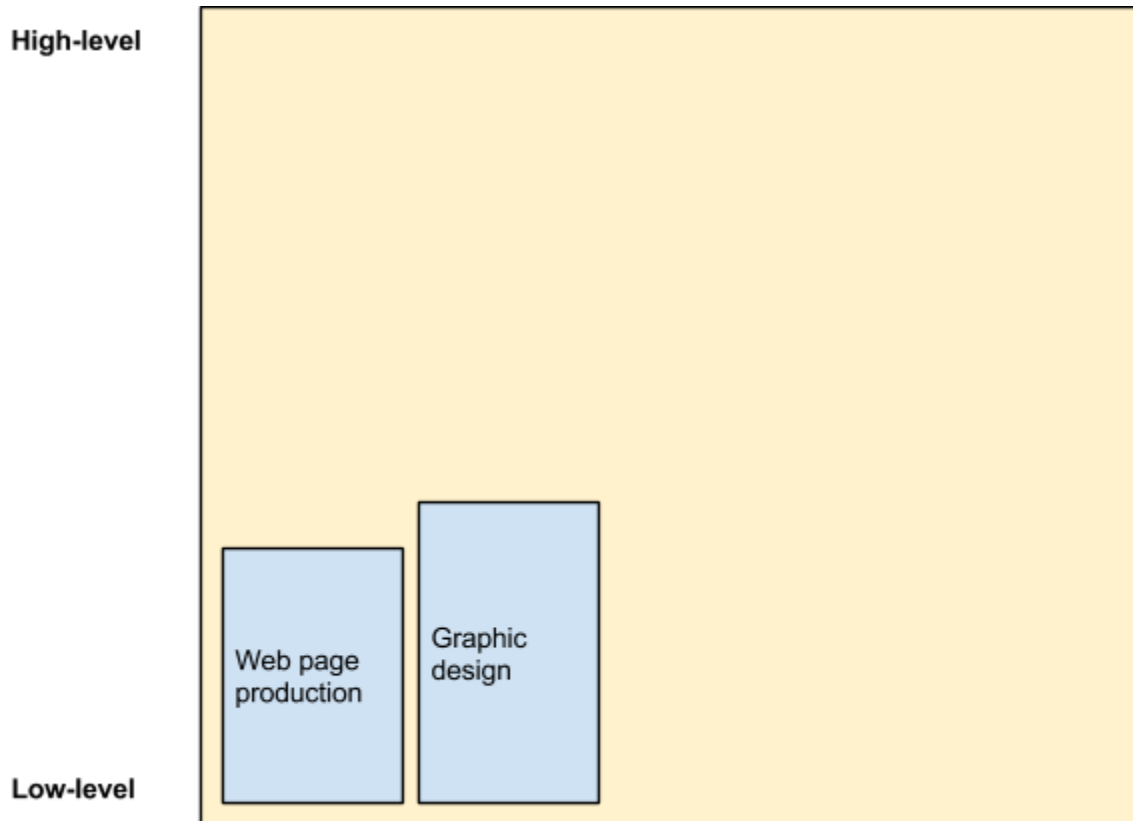 High-level
Graphic
design
Web page
production
Low-level